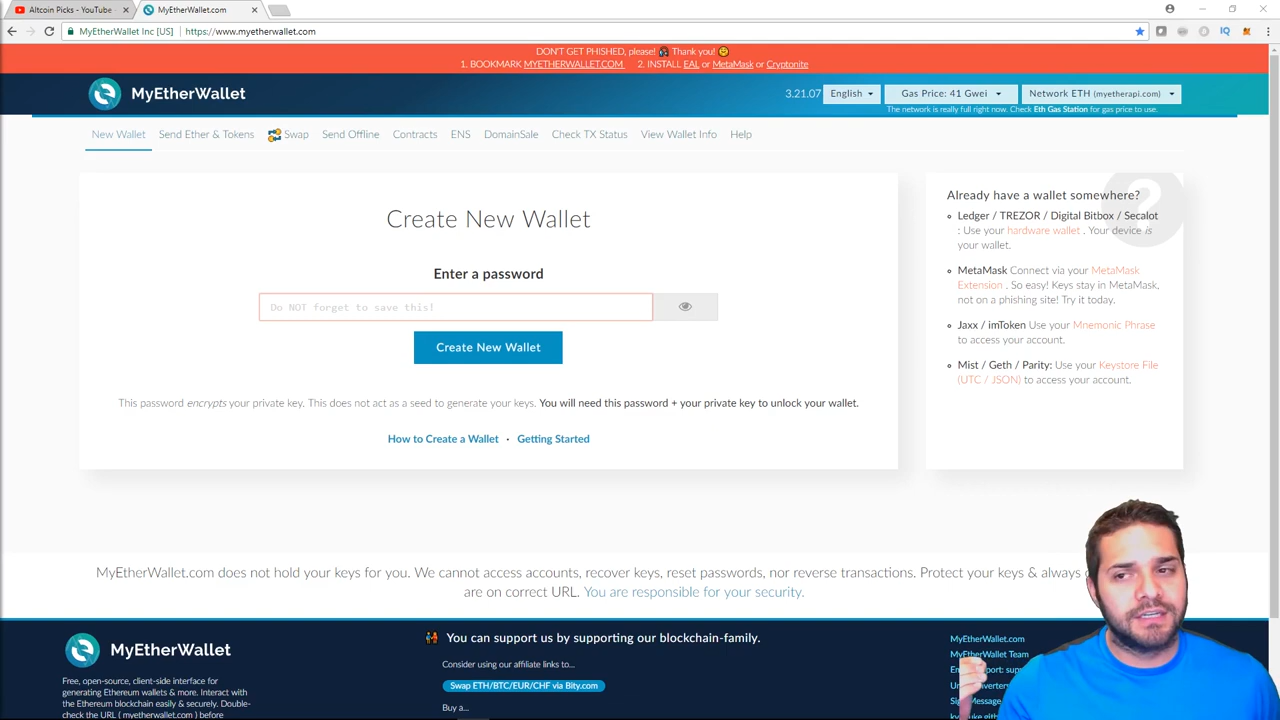 Altcoin Picks - YouTube
MyEtherWallet.com
MyEtherWallet Inc [US] https://www.myetherwallet.com
DON'T GET PHISHED, please! Thank you!
1. BOOKMARK MYETHERWALLET.COM 2. INSTALL EAL or MetaMask or Cryptonite
MyEtherWallet
3.21.07
English
Gas Price: 41 Gwei
Network ETH (myetherapi.com)
The network is really full right now. Check Eth Gas Station for gas price to use.
New Wallet
Send Ether & Tokens
Swap
Send Offline
Contracts
ENS
DomainSale
Check TX Status
View Wallet Info
Help
Create New Wallet
Enter a password
Do NOT forget to save this!
Create New Wallet
This password encrypts your private key. This does not act as a seed to generate your keys. You will need this password + your private key to unlock your wallet.
How to Create a Wallet · Getting Started
Already have a wallet somewhere?
Ledger / TREZOR / Digital Bitbox / Secalot
: Use your hardware wallet . Your device is
your wallet.
MetaMask Connect via your MetaMask
Extension . So easy! Keys stay in MetaMask,
not on a phishing site! Try it today.
Jaxx / imToken Use your Mnemonic Phrase
to access your account.
Mist / Geth / Parity: Use your Keystore File
(UTC / JSON) to access your account.
MyEtherWallet.com does not hold your keys for you. We cannot access accounts, recover keys, reset passwords, nor reverse transactions. Protect your keys & always
are on correct URL. You are responsible for your security.
MyEtherWallet
Free, open-source, client-side interface for
generating Ethereum wallets & more. Interact with
the Ethereum blockchain easily & securely. Double-
check the URL ( myetherwallet.com ) before
You can support us by supporting our blockchain-family.
Consider using our affiliate links to...
Swap ETH/BTC/EUR/CHF via Bity.com
Buy a...
MyEtherWallet.com
MyEtherWallet Team